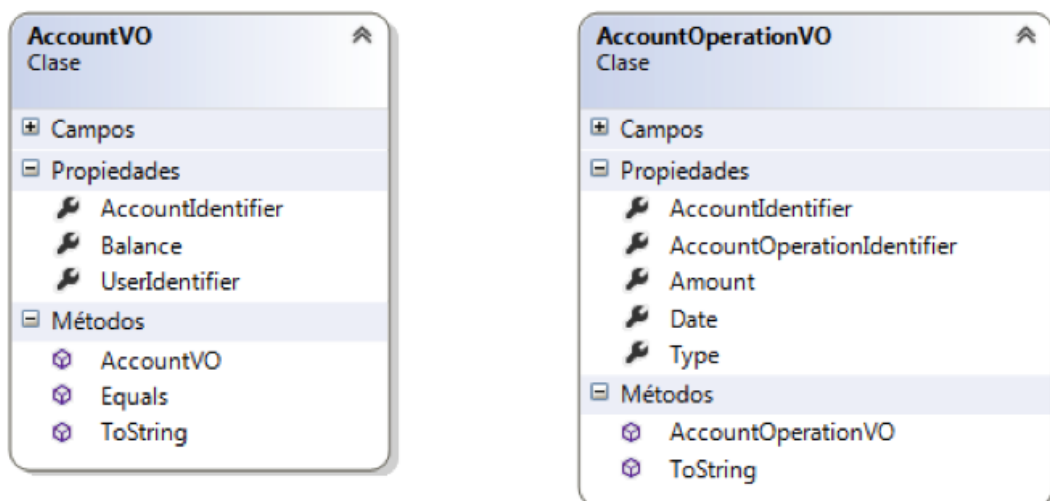 AccountVO
Clase
Campos
Propiedades
AccountIdentifier
Balance
UserIdentifier
Métodos
AccountVO
Equals
ToString
AccountOperationVO
Clase
Campos
Propiedades
AccountIdentifier
AccountOperationIdentifier
Amount
Date
Type
Métodos
AccountOperationVO
ToString